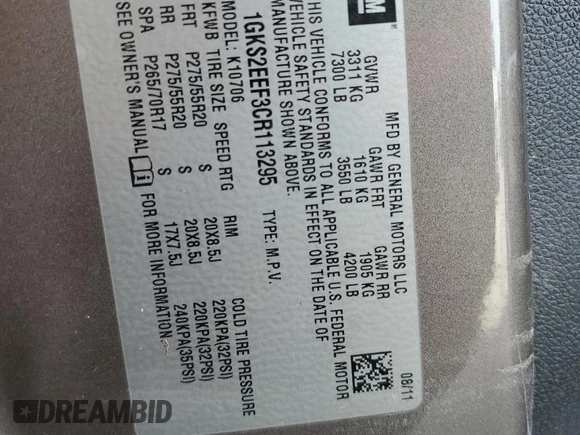 GM
MFD BY GENERAL MOTORS LLC
08/11
GVWR GAWR FRT GAWR RR
3311 KG 1610 KG 1905 KG
7300 LB 3550 LB 4200 LB
THIS VEHICLE CONFORMS TO ALL APPLICABLE U.S. FEDERAL MOTOR
VEHICLE SAFETY STANDARDS IN EFFECT ON THE DATE OF
MANUFACTURE SHOWN ABOVE.
1GKS2EEF3CR113295 TYPE: M.P.V.
MODEL: K10706
KFWB TIRE SIZE SPEED RTG RIM COLD TIRE PRESSURE
FRT P275/55R20 S 20X8.5J 220KPA(32PSI)
RR P275/55R20 S 20X8.5J 220KPA(32PSI)
SPA P265/70R17 S 17X7.5J 240KPA(35PSI)
SEE OWNER'S MANUAL FOR MORE INFORMATION
DREAMBID